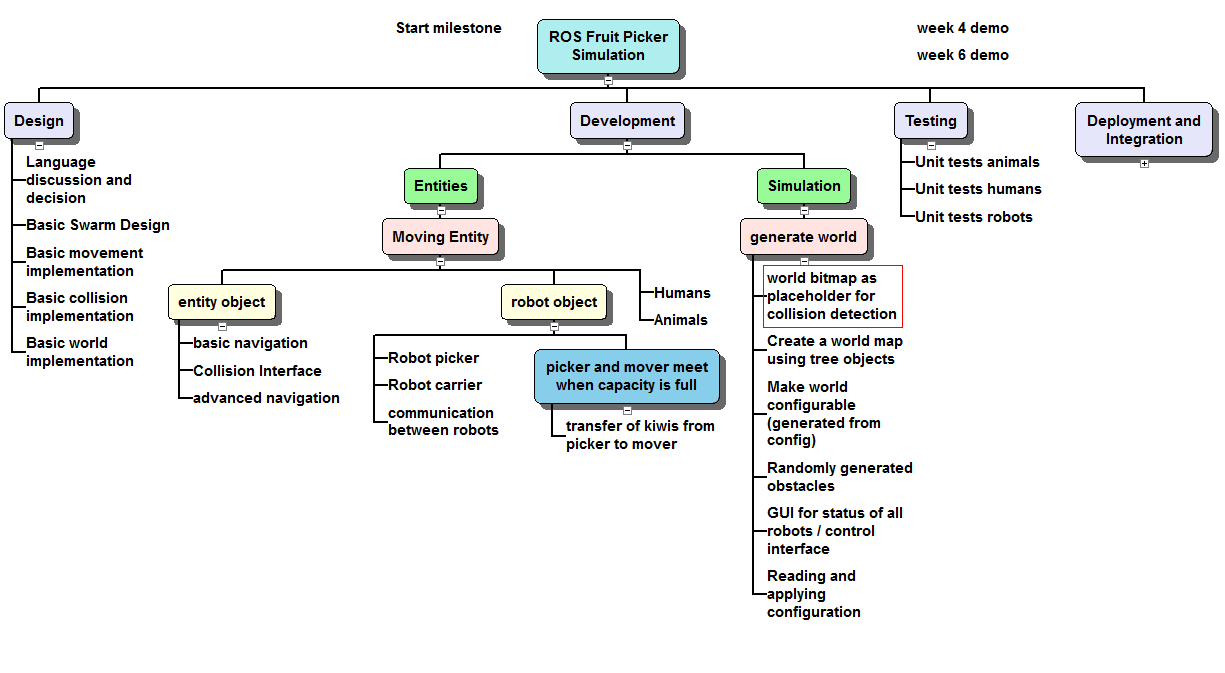 Start milestone
ROS Fruit Picker
Simulation
week 4 demo
week 6 demo
Design
Language
discussion and
decision
Basic Swarm Design
Basic movement
implementation
Basic collision
implementation
Basic world
implementation
Development
Entities
Moving Entity
entity object
basic navigation
Collision Interface
advanced navigation
robot object
Robot picker
Robot carrier
communication
between robots
picker and mover meet
when capacity is full
transfer of kiwis from
picker to mover
Humans
Animals
Simulation
generate world
world bitmap as
placeholder for
collision detection
Create a world map
using tree objects
Make world
configurable
(generated from
config)
Randomly generated
obstacles
GUI for status of all
robots / control
interface
Reading and
applying
configuration
Testing
Unit tests animals
Unit tests humans
Unit tests robots
Deployment and
Integration